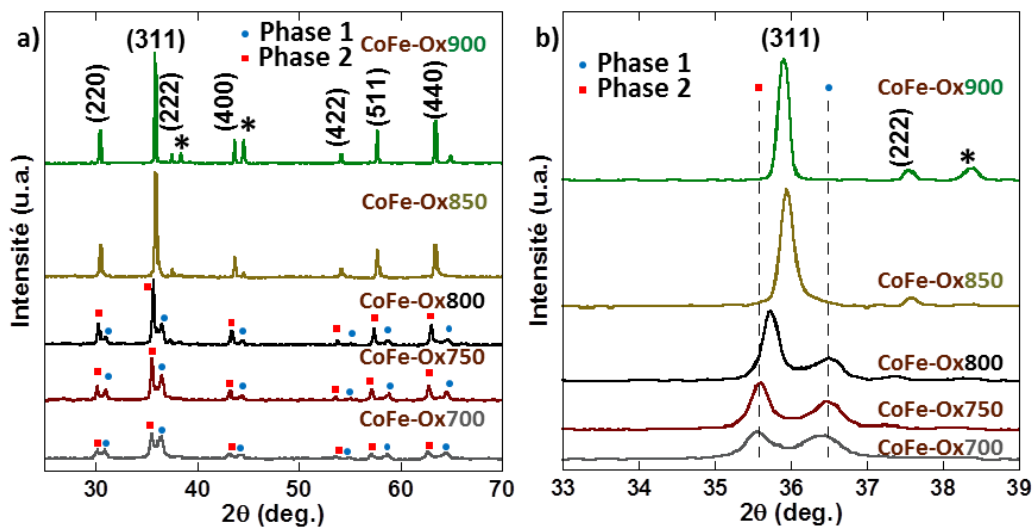 a)
Phase 1
Phase 2
CoFe-Ox900
(220)
(311)
(222)
*
(400)
*
(422)
(511)
(440)
CoFe-Ox850
CoFe-Ox800
CoFe-Ox750
CoFe-Ox700
Intensité (u.a.)
30 40 50 60 70
2θ (deg.)
b)
(311)
Phase 1
Phase 2
CoFe-Ox900
(222)
*
CoFe-Ox850
CoFe-Ox800
CoFe-Ox750
CoFe-Ox700
Intensité (u.a.)
33 34 35 36 37 38 39
2θ (deg.)